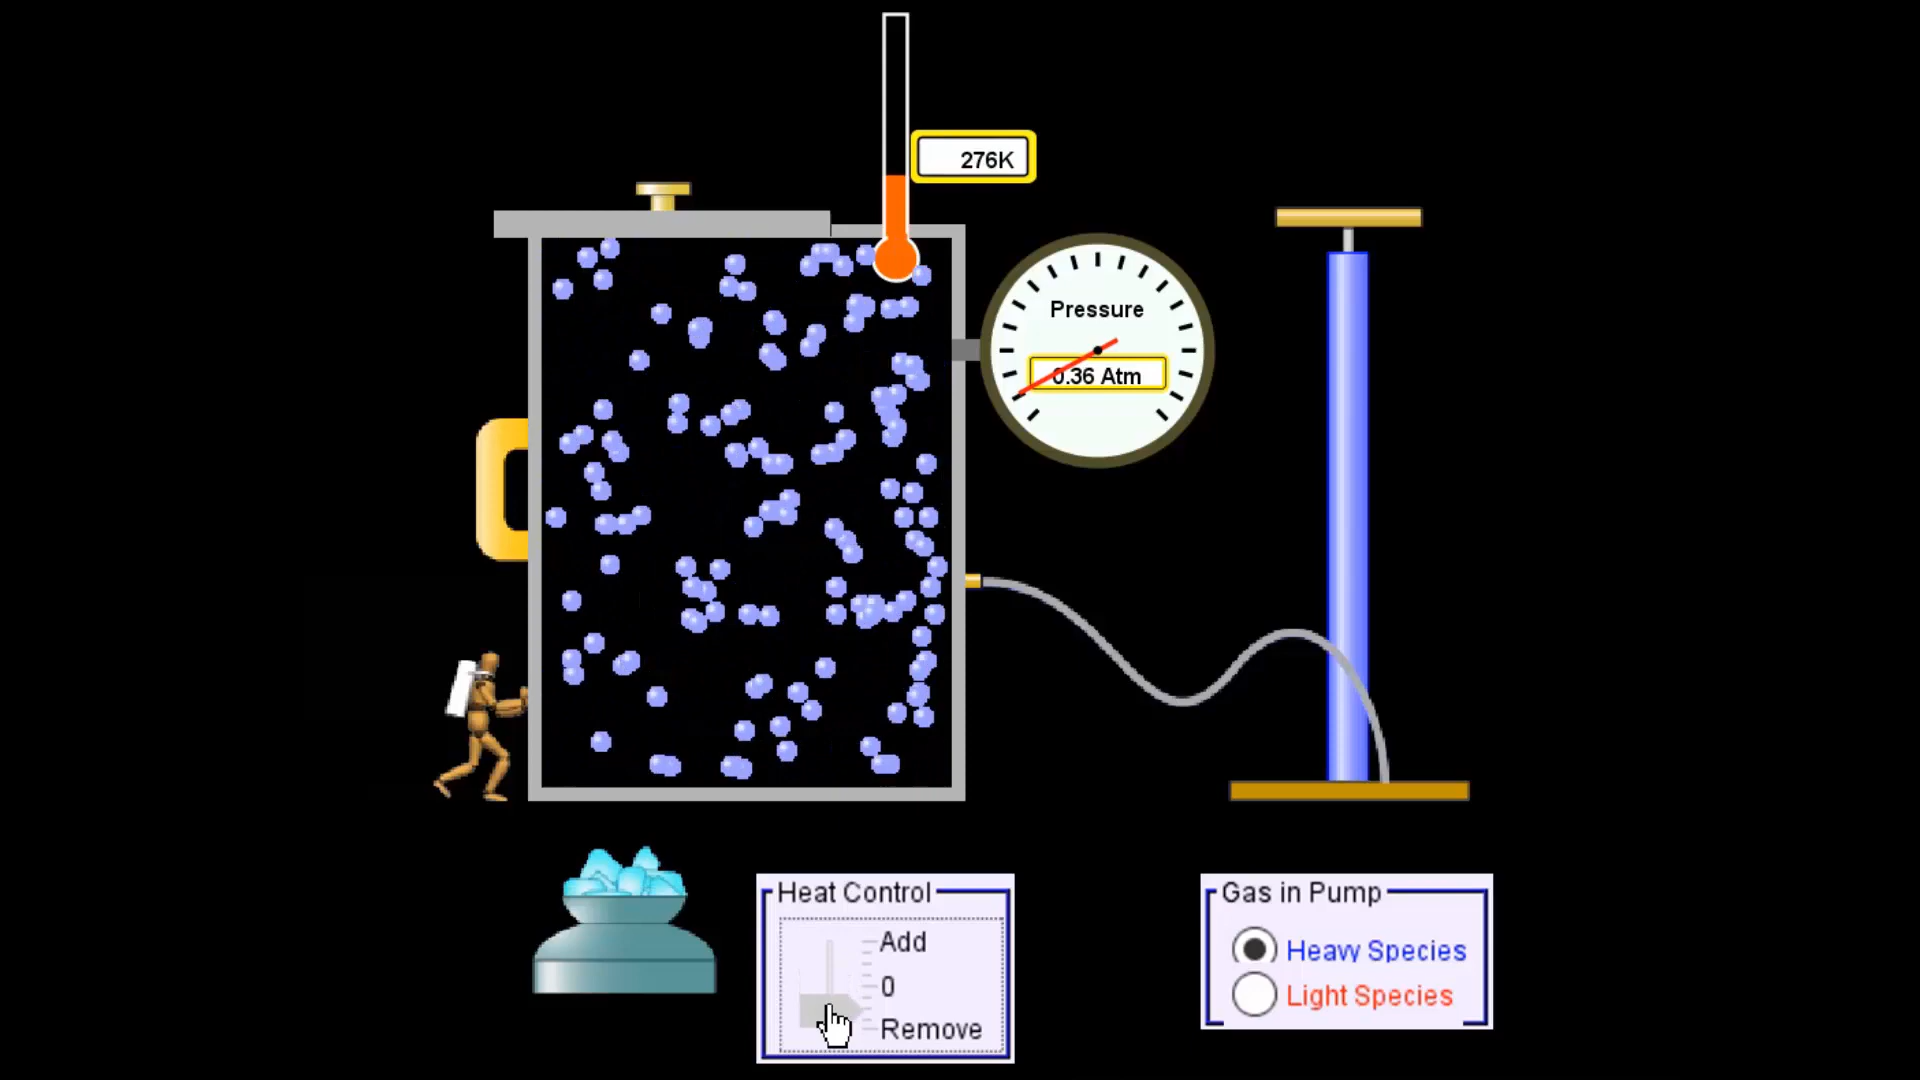 276K
Pressure
0.36 Atm
Heat Control
Add
0
Remove
Gas in Pump
Heavy Species
Light Species